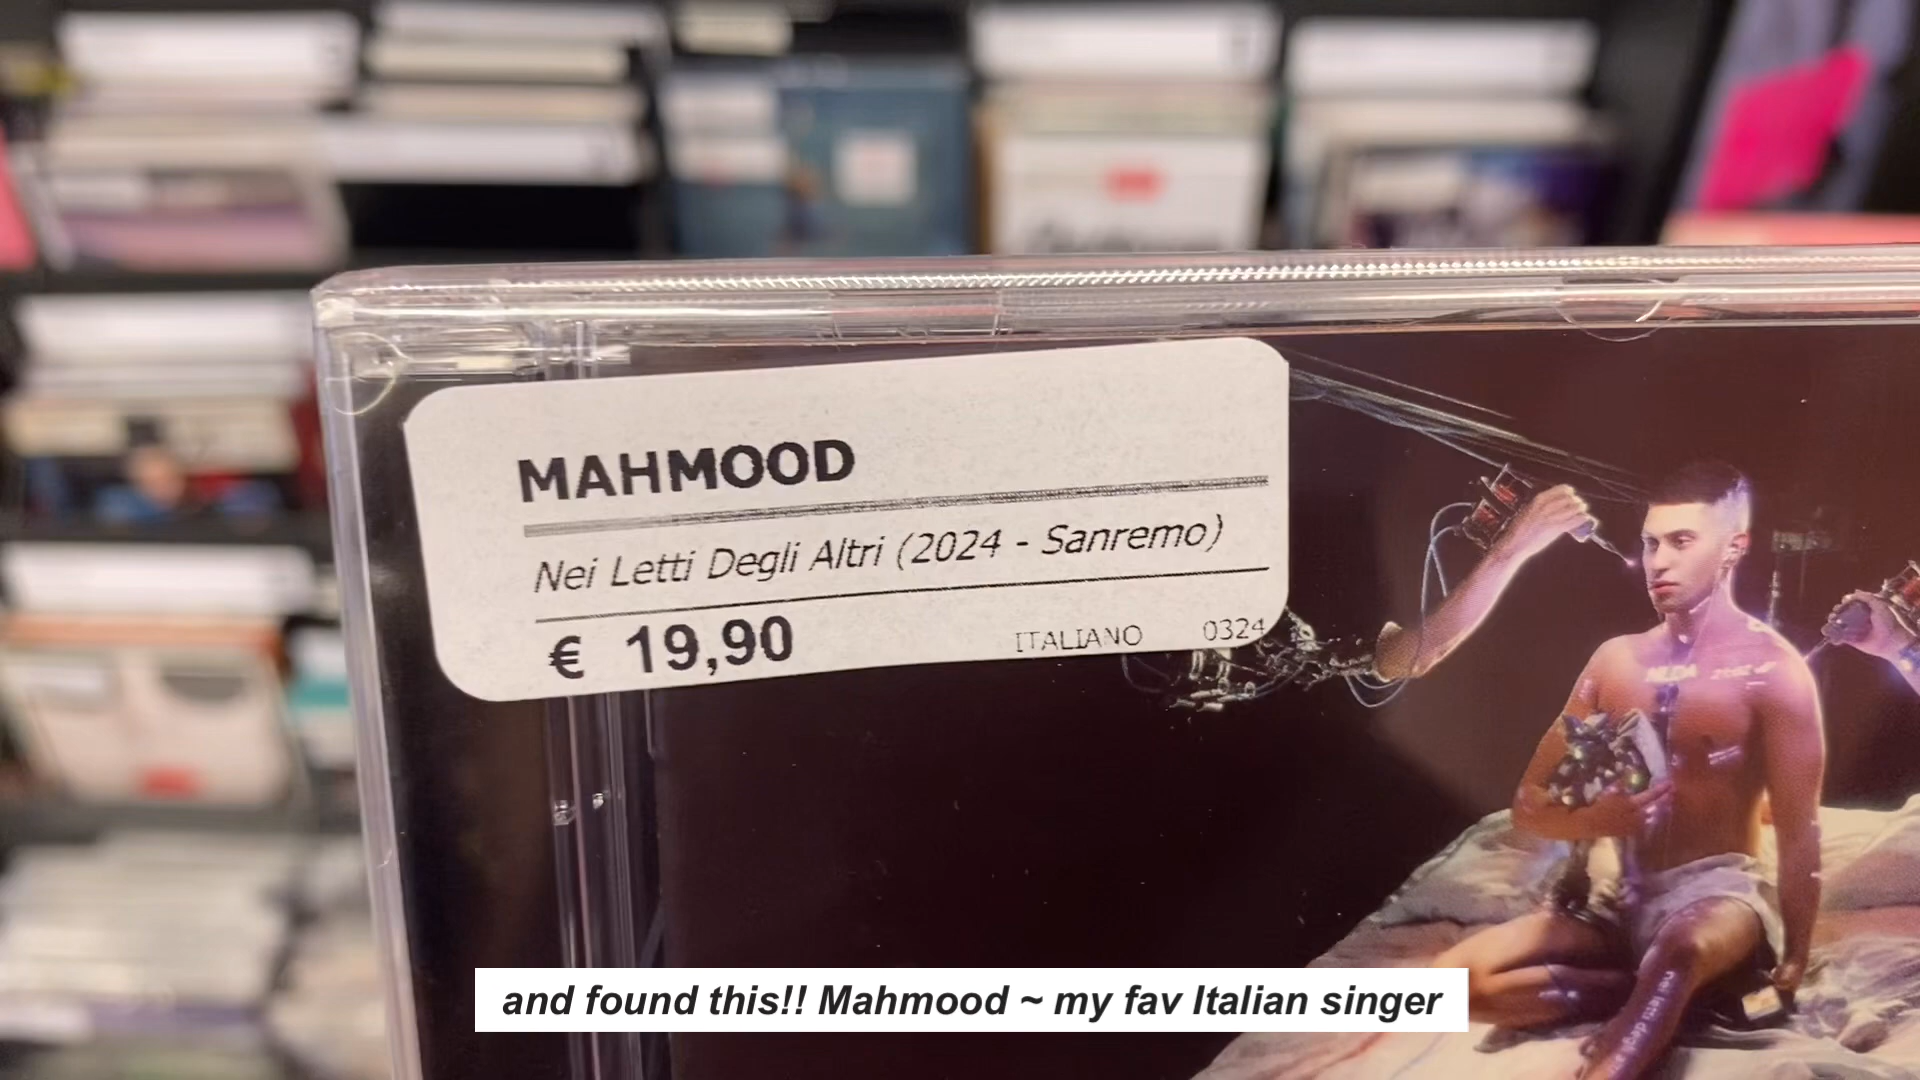 MAHMOOD
Nei Letti Degli Altri (2024 - Sanremo)
€ 19,90 ITALIANO 0324
and found this!! Mahmood ~ my fav Italian singer